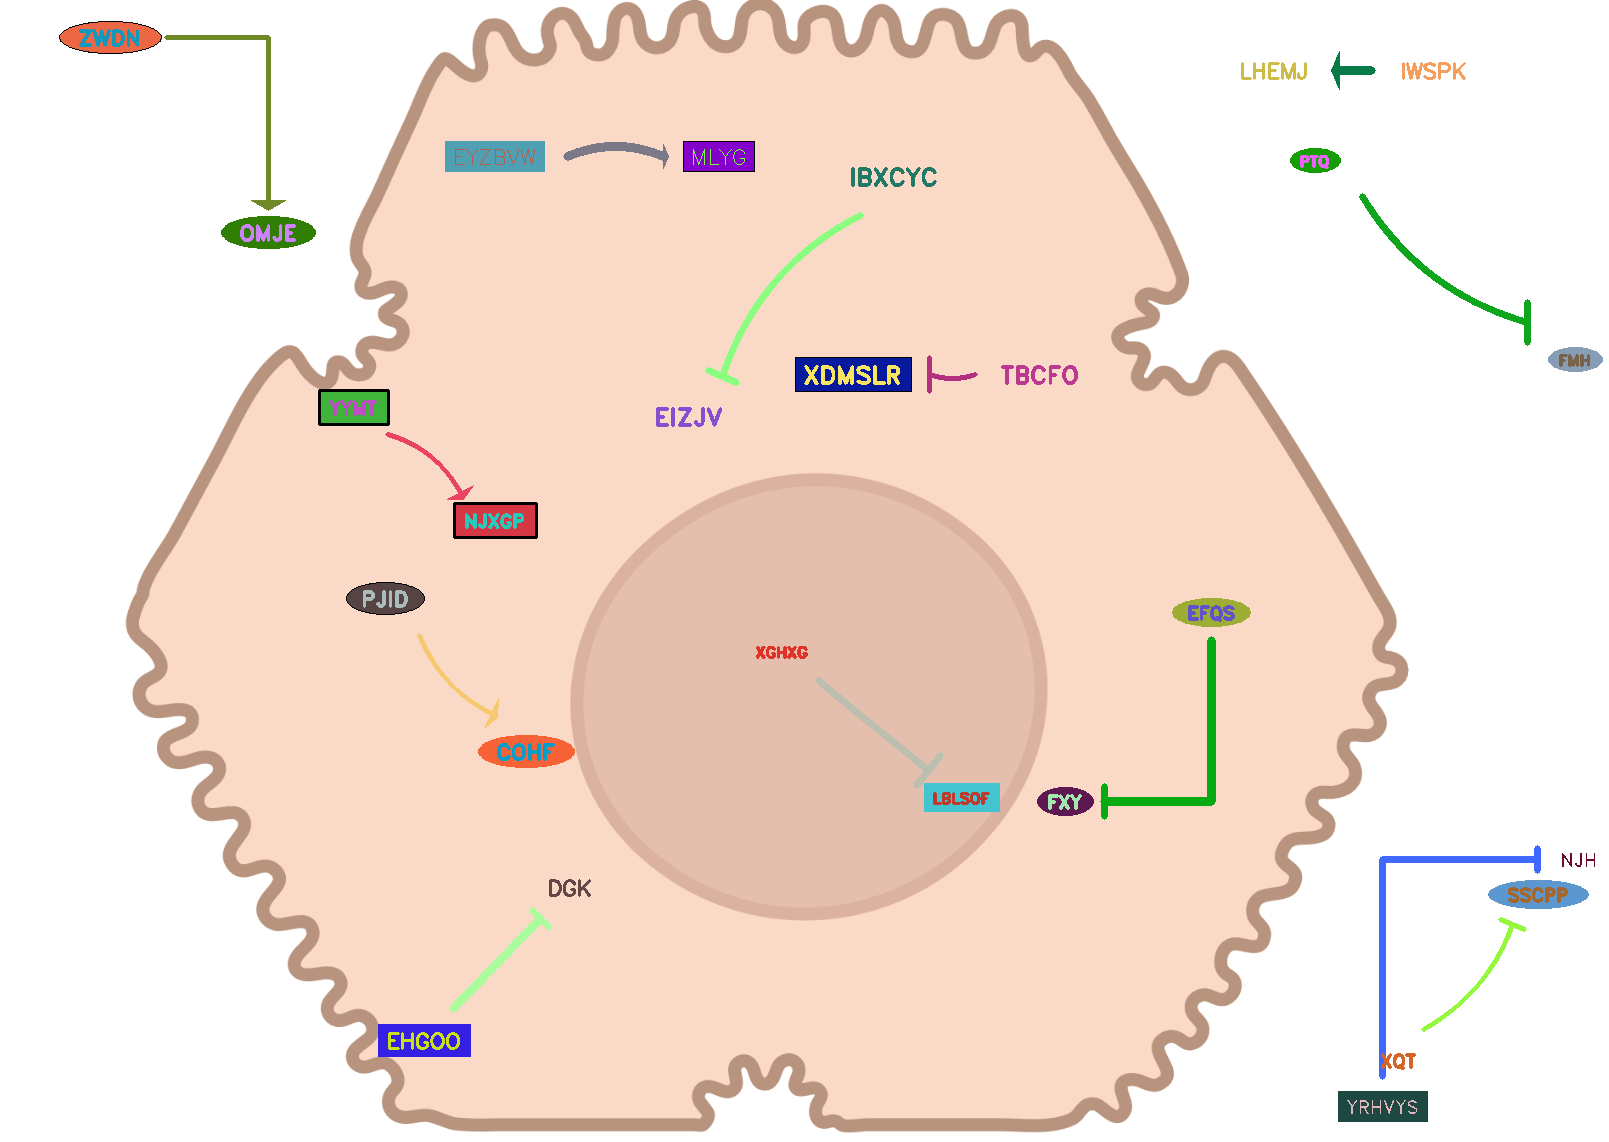 ZWDN
LHEMJ
IWSPK
EYZBVW
MLYG
PTQ
IBXCYC
OMJE
FMH
XDMSLR
TBCFO
YYMT
EIZJV
NJXGP
PJID
EFQS
XGHXG
COHF
LBLSOF
FXY
NJH
DGK
SSCPP
EHGOO
XQT
YRHVYS